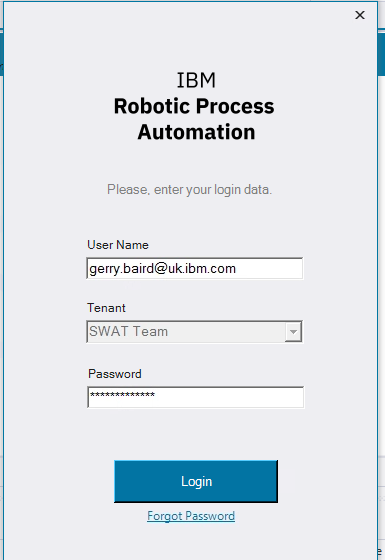 IBM
Robotic Process
Automation
Please, enter your login data.
User Name
gerry.baird@uk.ibm.com
Tenant
SWAT Team
Password
*************
Login
Forgot Password